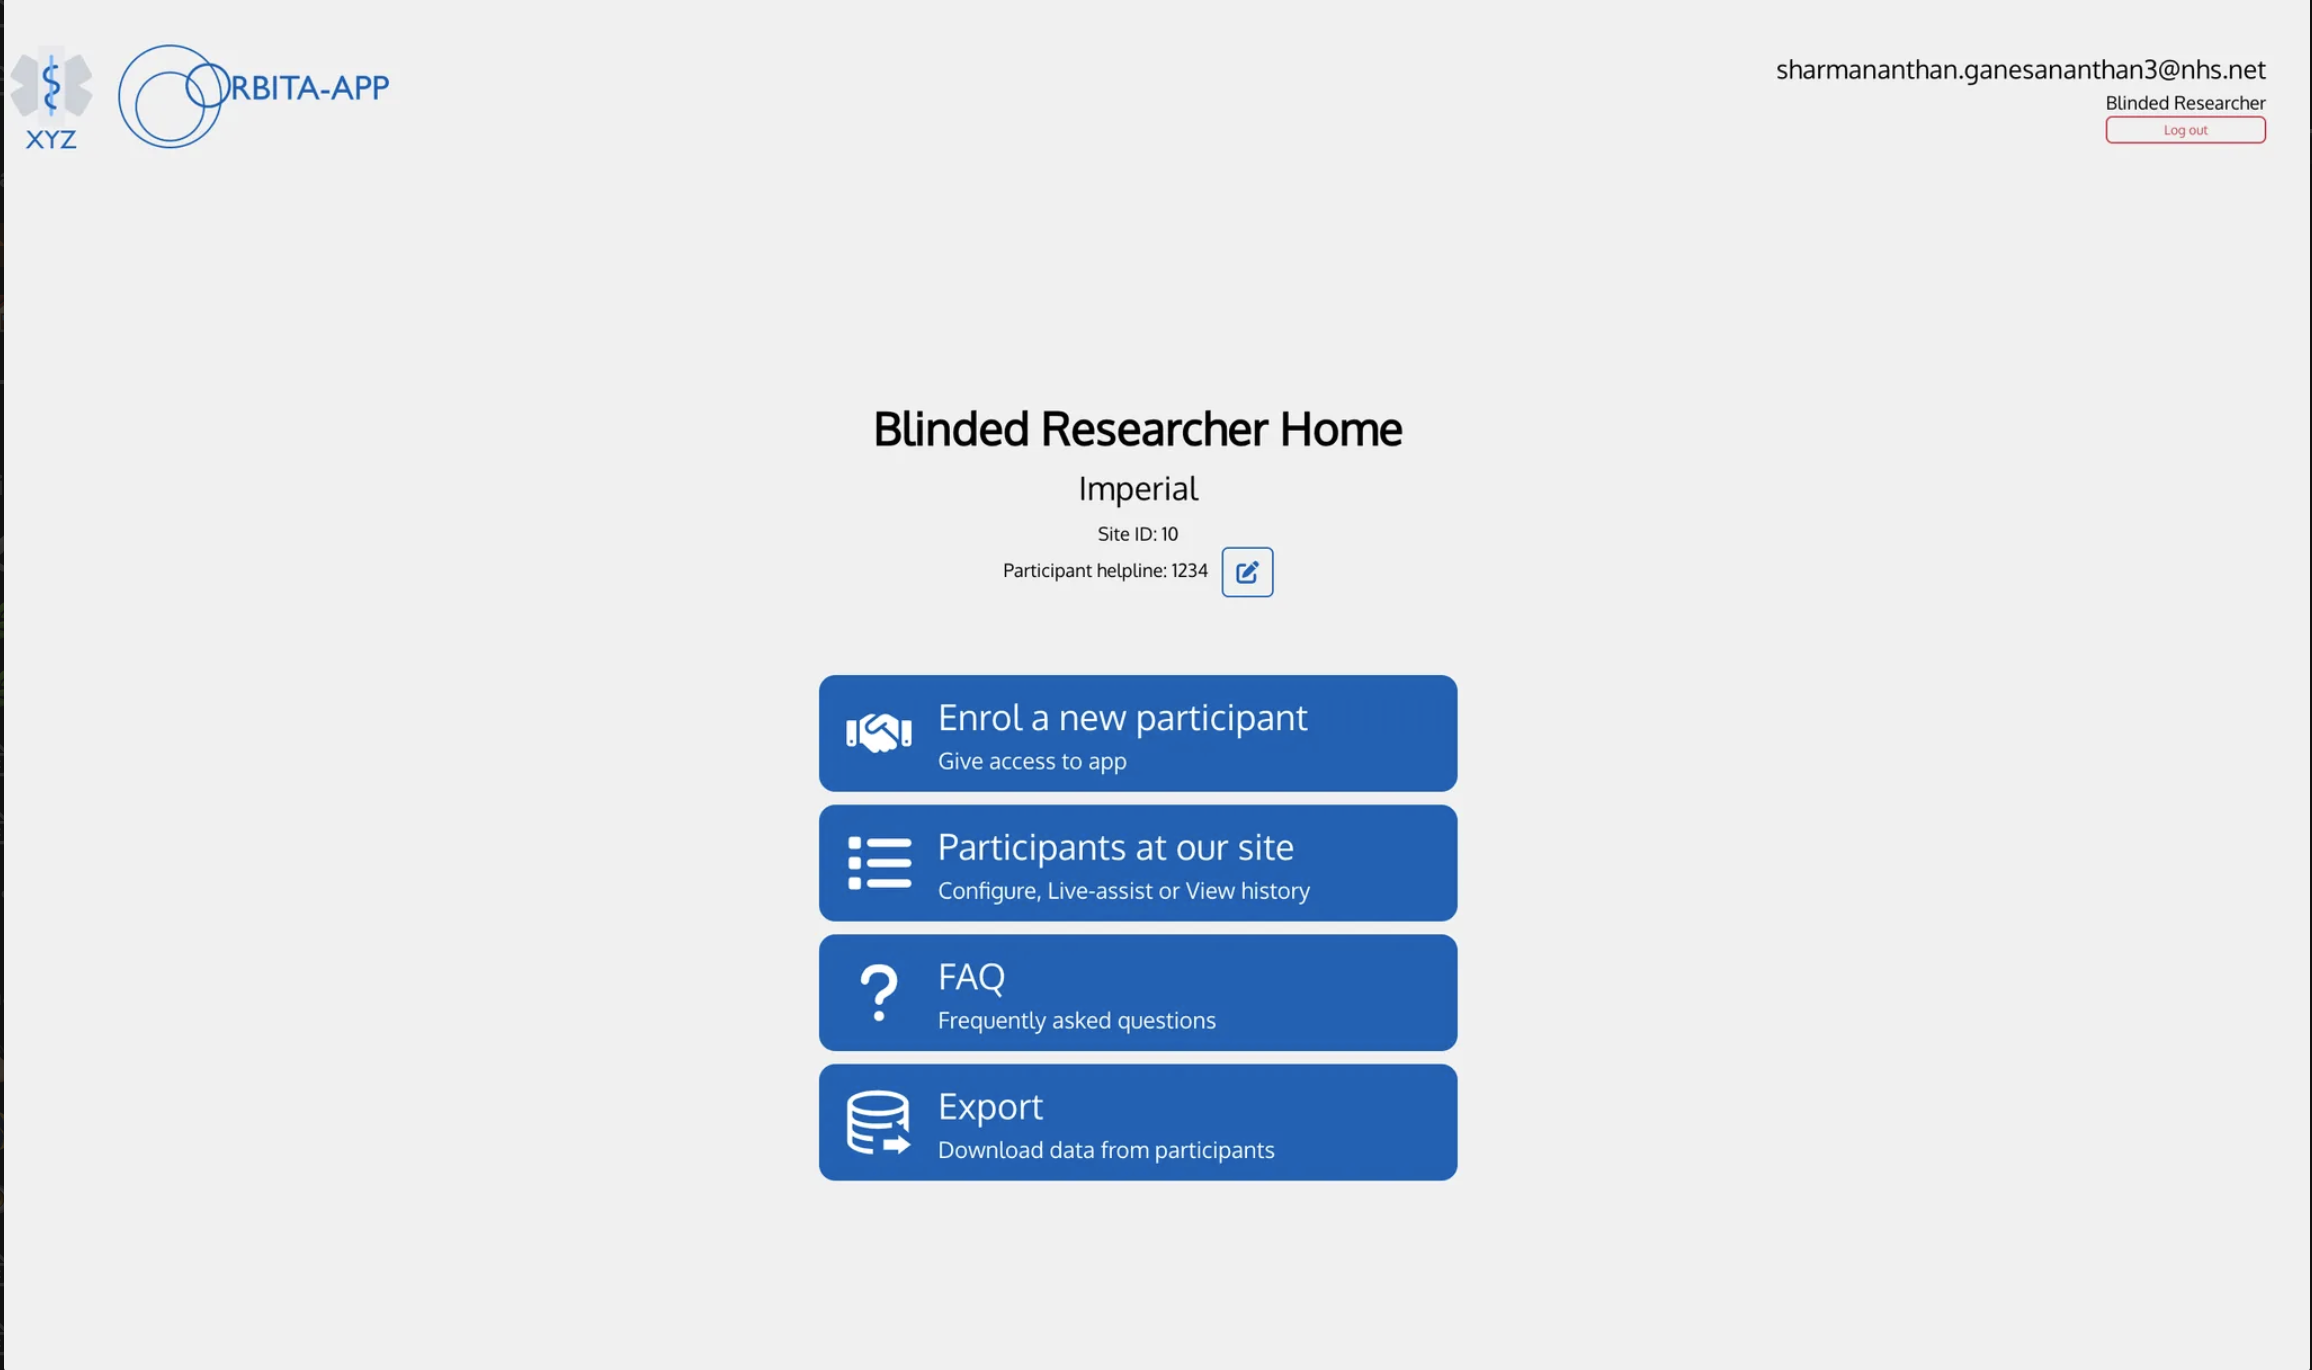 XYZ
ORBITA-APP
sharmananthan.ganesananthan3@nhs.net
Blinded Researcher
Log out
Blinded Researcher Home
Imperial
Site ID: 10
Participant helpline: 1234
Enrol a new participant
Give access to app
Participants at our site
Configure, Live-assist or View history
FAQ
Frequently asked questions
Export
Download data from participants